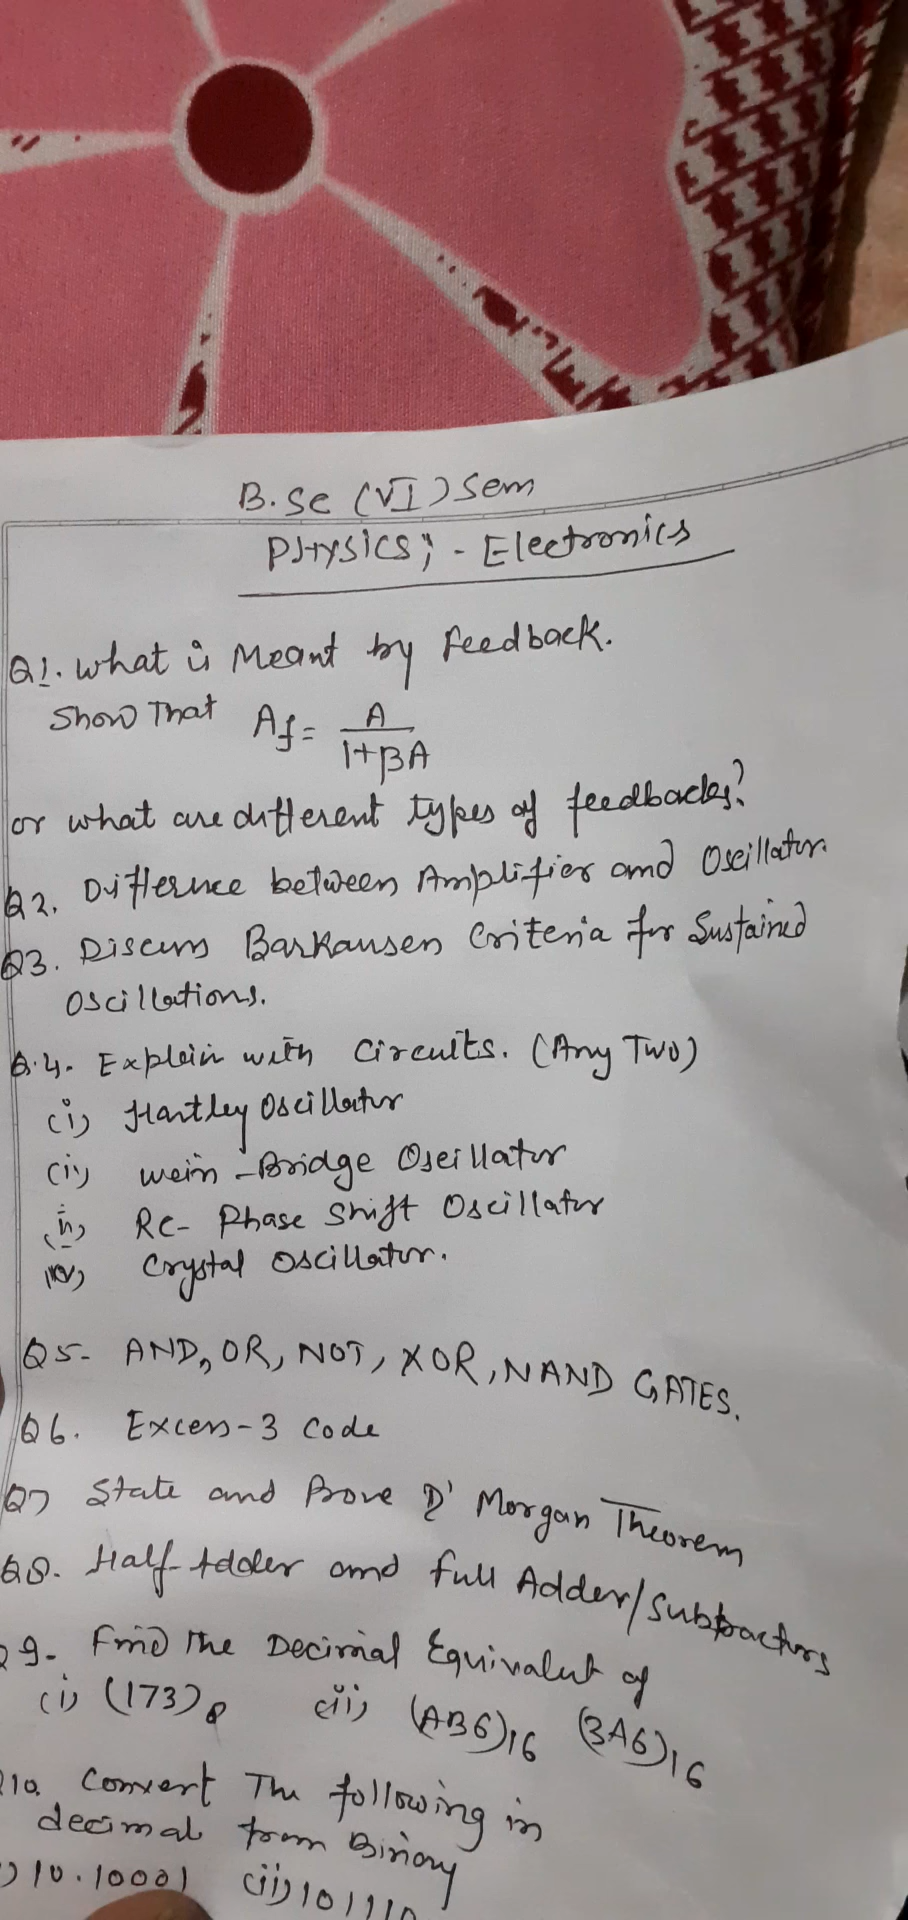 B.Sc (VI) Sem
PHYSICS; - Electronics
Q1. What is Meant by Feedback.
Show That Af = A / 1+βA
or what are different types of feedbacks?
Q2. Difference between Amplifier and Oscillator.
Q3. Discuss Barkausen Criteria for Sustained
Oscillations.
Q.4. Explain with Circuits. (Any Two)
(i) Hartley Oscillator
(ii) wein-Bridge Oscillator
RC- Phase Shift Oscillator
Crystal Oscillator.
Q5- AND, OR, NOT, XOR, NAND GATES.
Q6. Excess-3 Code
Q7 State and Prove D' Morgan Theorem
Q8. Half-Adder and full Adder/Subtractors
Q9- Find The Decimal Equivalent of
(i) (173)8 (ii) (AB6)16 (3A6)16
Q10. Convert The following in
decimal from Binary
) 10.10001 (ii) 101110